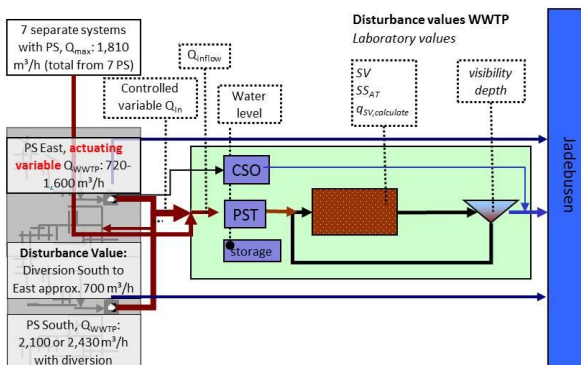 7 separate systems
with PS, Qmax: 1,810
m³/h (total from 7 PS)
Controlled
variable Qin
Qinflow
Water
level
Disturbance values WWTP
Laboratory values
SV
SSAT
qSV,calculate
visibility
depth
PS East, actuating
variable QWWTP: 720-
1,600 m³/h
CSO
PST
storage
Jadebusen
Disturbance Value:
Diversion South to
East approx. 700 m³/h
PS South, QWWTP:
2,100 or 2,430 m³/h
with diversion